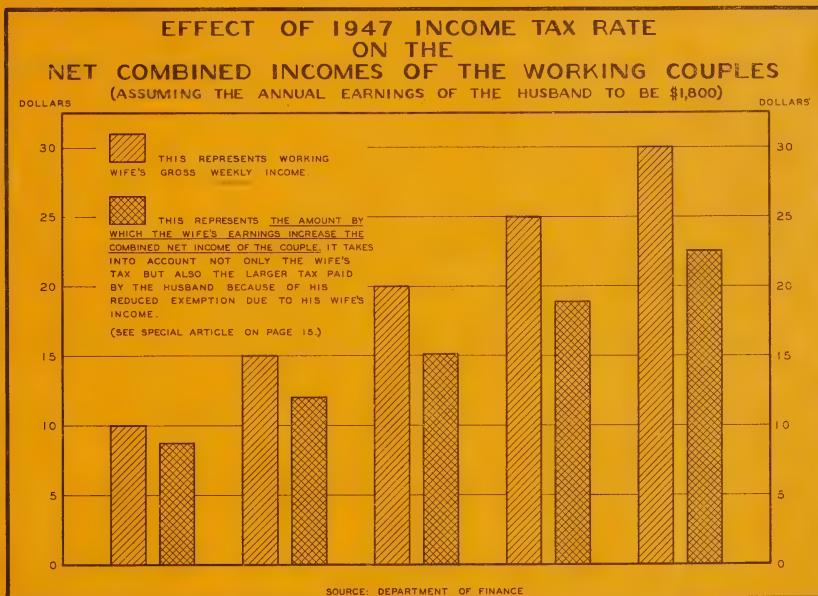 EFFECT OF 1947 INCOME TAX RATE
ON THE
NET COMBINED INCOMES OF THE WORKING COUPLES
(ASSUMING THE ANNUAL EARNINGS OF THE HUSBAND TO BE $1,800)
DOLLARS DOLLARS
THIS REPRESENTS WORKING
WIFE'S GROSS WEEKLY INCOME.
THIS REPRESENTS THE AMOUNT BY
WHICH THE WIFE'S EARNINGS INCREASE THE
COMBINED NET INCOME OF THE COUPLE. IT TAKES
INTO ACCOUNT NOT ONLY THE WIFE'S
TAX BUT ALSO THE LARGER TAX PAID
BY THE HUSBAND BECAUSE OF HIS
REDUCED EXEMPTION DUE TO HIS WIFE'S
INCOME.
(SEE SPECIAL ARTICLE ON PAGE 15.)
30 30
25 25
20 20
15 15
10 10
5 5
0 0
SOURCE: DEPARTMENT OF FINANCE